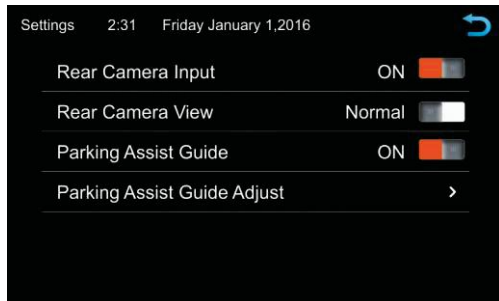 Settings 2:31 Friday January 1,2016
Rear Camera Input ON
Rear Camera View Normal
Parking Assist Guide ON
Parking Assist Guide Adjust